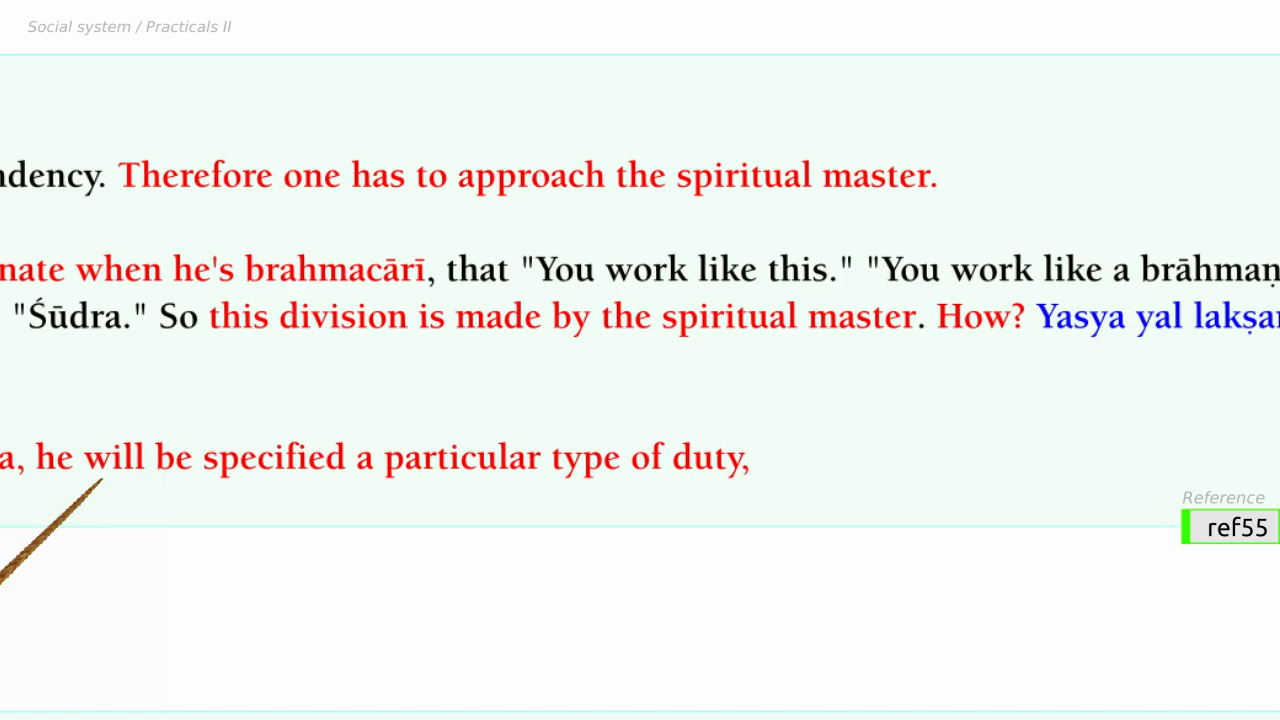 Social system / Practicals II
ndency. Therefore one has to approach the spiritual master.
nate when he's brahmacārī, that "You work like this." "You work like a brāhmaṇ
"Śūdra." So this division is made by the spiritual master. How? Yasya yal lakṣa
a, he will be specified a particular type of duty,
Reference
ref55